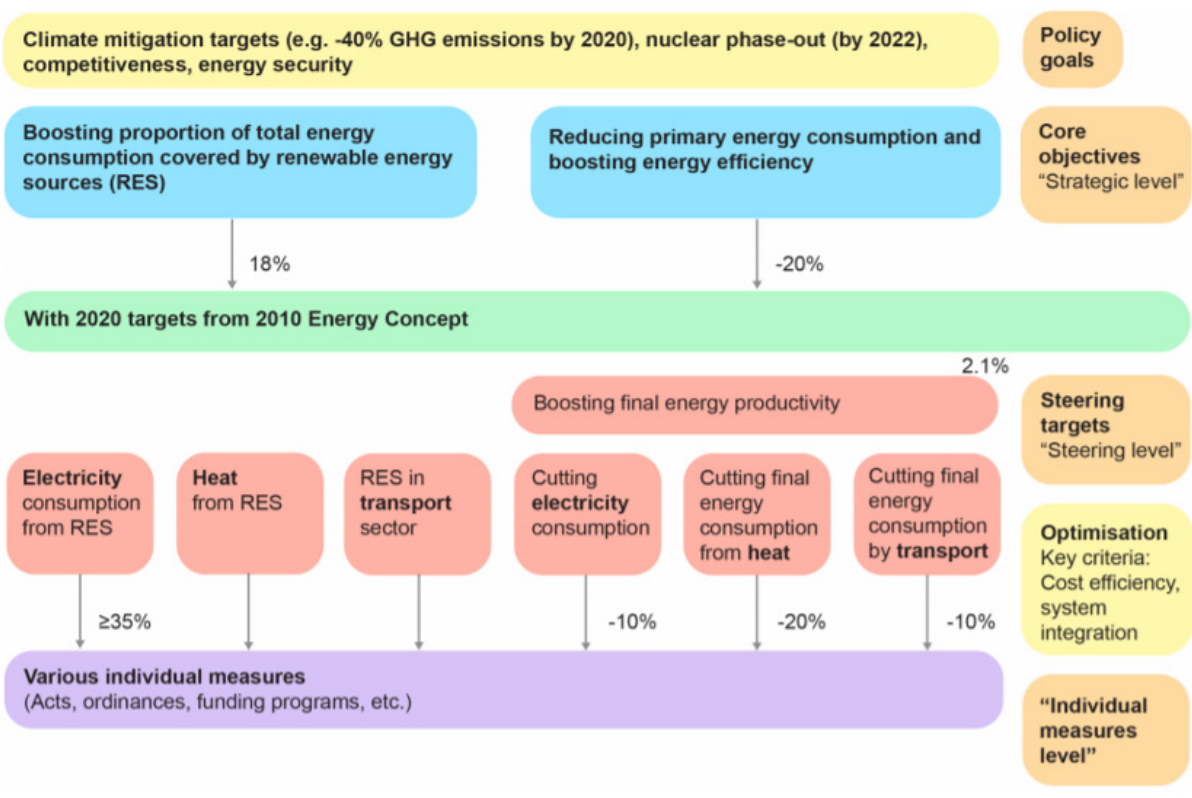 Climate mitigation targets (e.g. -40% GHG emissions by 2020), nuclear phase-out (by 2022),
competitiveness, energy security
Policy
goals
Boosting proportion of total energy
consumption covered by renewable energy
sources (RES)
Reducing primary energy consumption and
boosting energy efficiency
Core
objectives
“Strategic level”
18%
-20%
With 2020 targets from 2010 Energy Concept
2.1%
Boosting final energy productivity
Steering
targets
“Steering level”
Electricity
consumption
from RES
Heat
from RES
RES in
transport
sector
Cutting
electricity
consumption
Cutting final
energy
consumption
from heat
Cutting final
energy
consumption
by transport
Optimisation
Key criteria:
Cost efficiency,
system
integration
≥35%
-10%
-20%
-10%
Various individual measures
(Acts, ordinances, funding programs, etc.)
“Individual
measures
level”